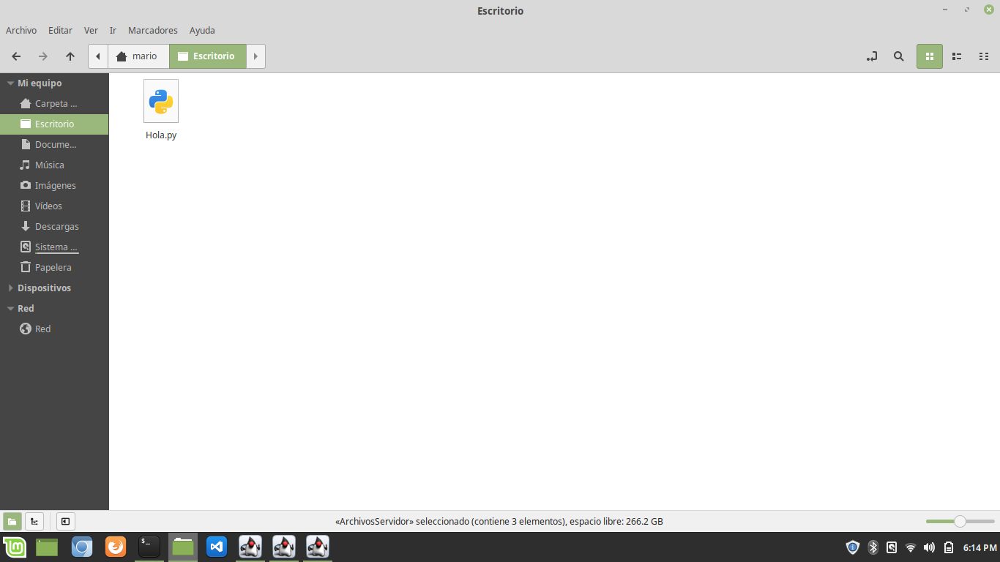 Escritorio
Archivo Editar Ver Ir Marcadores Ayuda
mario Escritorio
Mi equipo
Carpeta ...
Escritorio
Docume...
Música
Imágenes
Vídeos
Descargas
Sistema ...
Papelera
Dispositivos
Red
Red
Hola.py
«ArchivosServidor» seleccionado (contiene 3 elementos), espacio libre: 266.2 GB
$_
6:14 PM